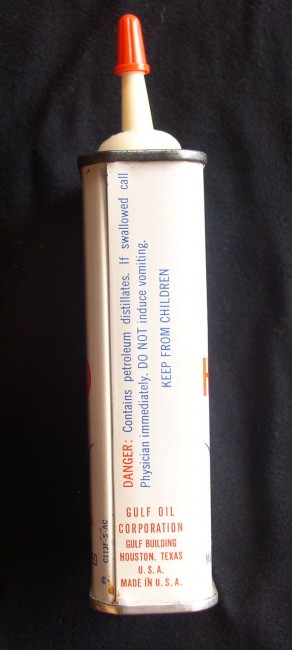 DANGER: Contains petroleum distillates. If swallowed call
Physician immediately. DO NOT induce vomiting.
KEEP FROM CHILDREN
GULF OIL
CORPORATION
GULF BUILDING
HOUSTON, TEXAS
U.S.A.
MADE IN U.S.A.